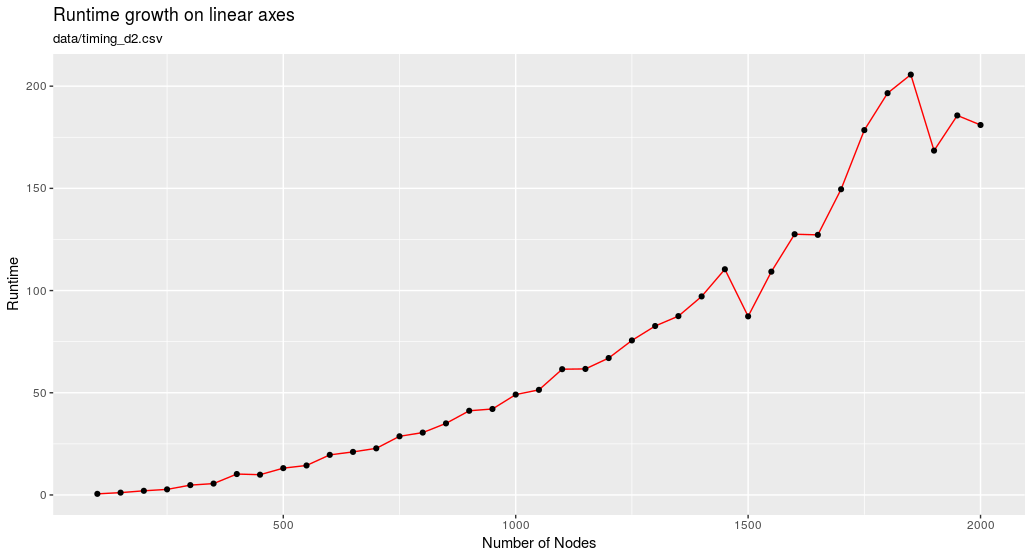 Runtime growth on linear axes
data/timing_d2.csv
200
150
100
50
0
Runtime
500 1000 1500 2000
Number of Nodes